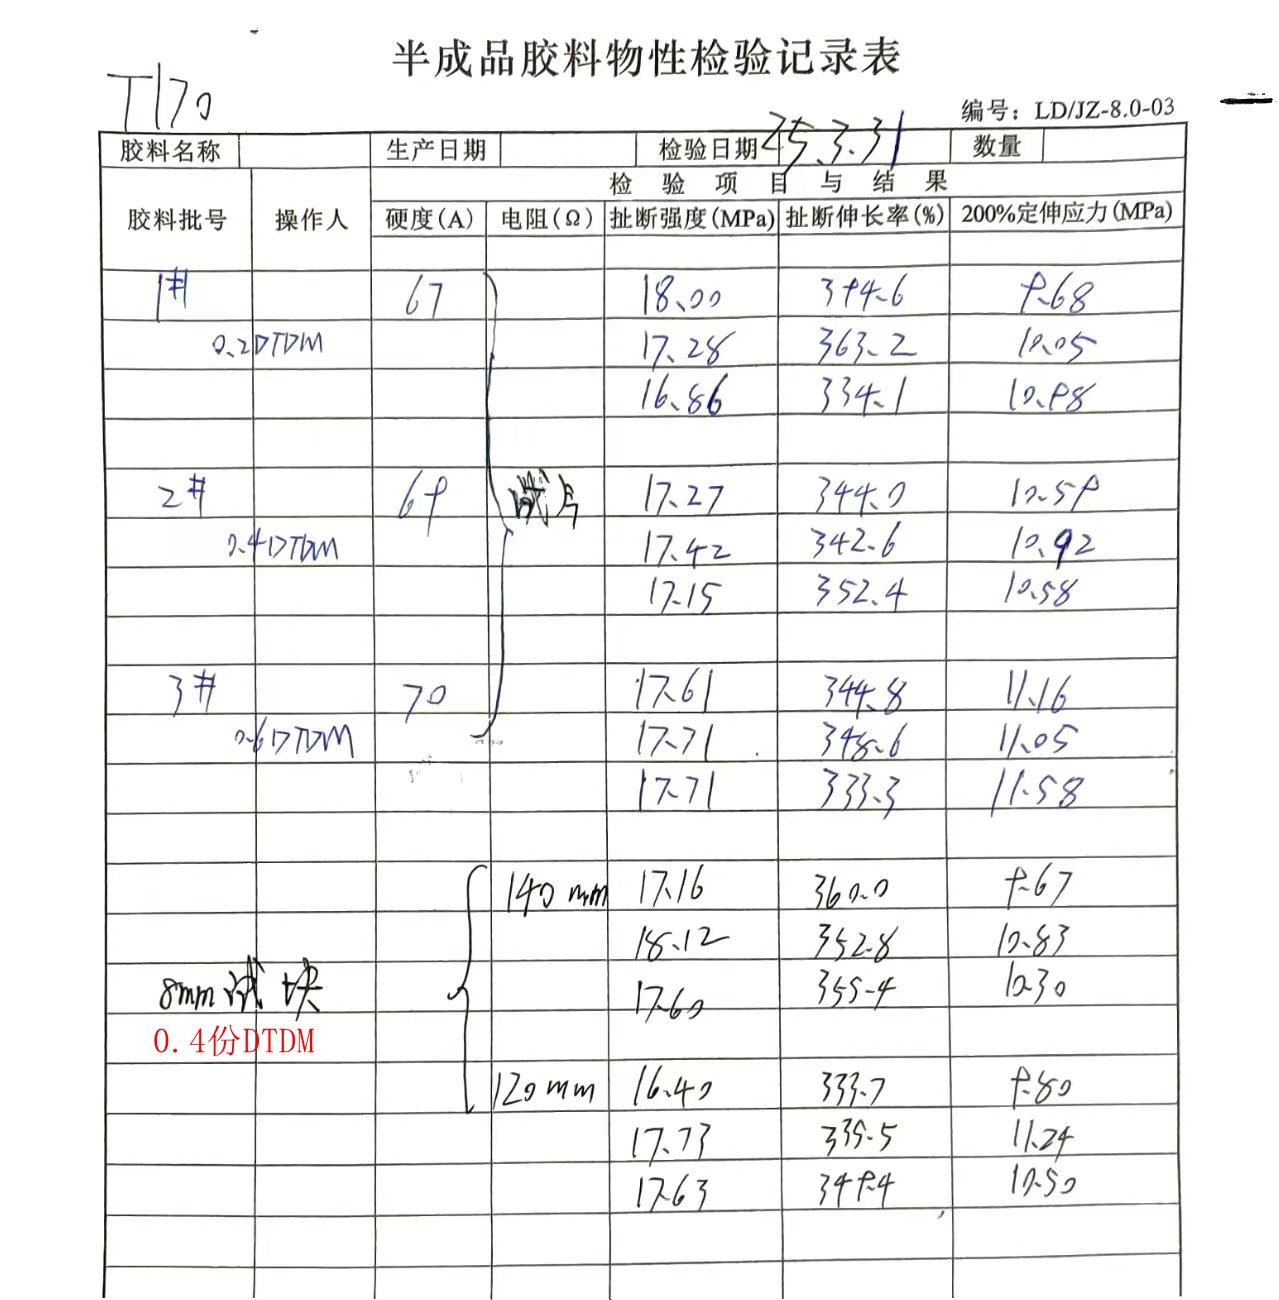 半成品胶料物性检验记录表
T170
编号：LD/JZ-8.0-03
胶料名称 生产日期 检验日期 25.3.31 数量
检验项目与结果
胶料批号 操作人 硬度(A) 电阻(Ω) 扯断强度(MPa) 扯断伸长率(%) 200%定伸应力(MPa)
1# 67 18.00 394.6 9.68
0.2DTDM 17.28 363.2 10.05
16.86 334.1 10.98
2# 69 试片 17.27 344.0 10.59
0.4DTDM 17.42 342.6 10.92
17.15 352.4 10.58
3# 70 17.61 344.8 11.16
0.6DTDM 17.71 348.6 11.05
17.71 333.3 11.58
140mm 17.16 360.0 9.67
18.12 352.8 10.83
8mm试块 17.60 355.4 10.30
0.4份DTDM
120mm 16.40 333.7 9.80
17.73 339.5 11.24
17.63 349.4 10.50